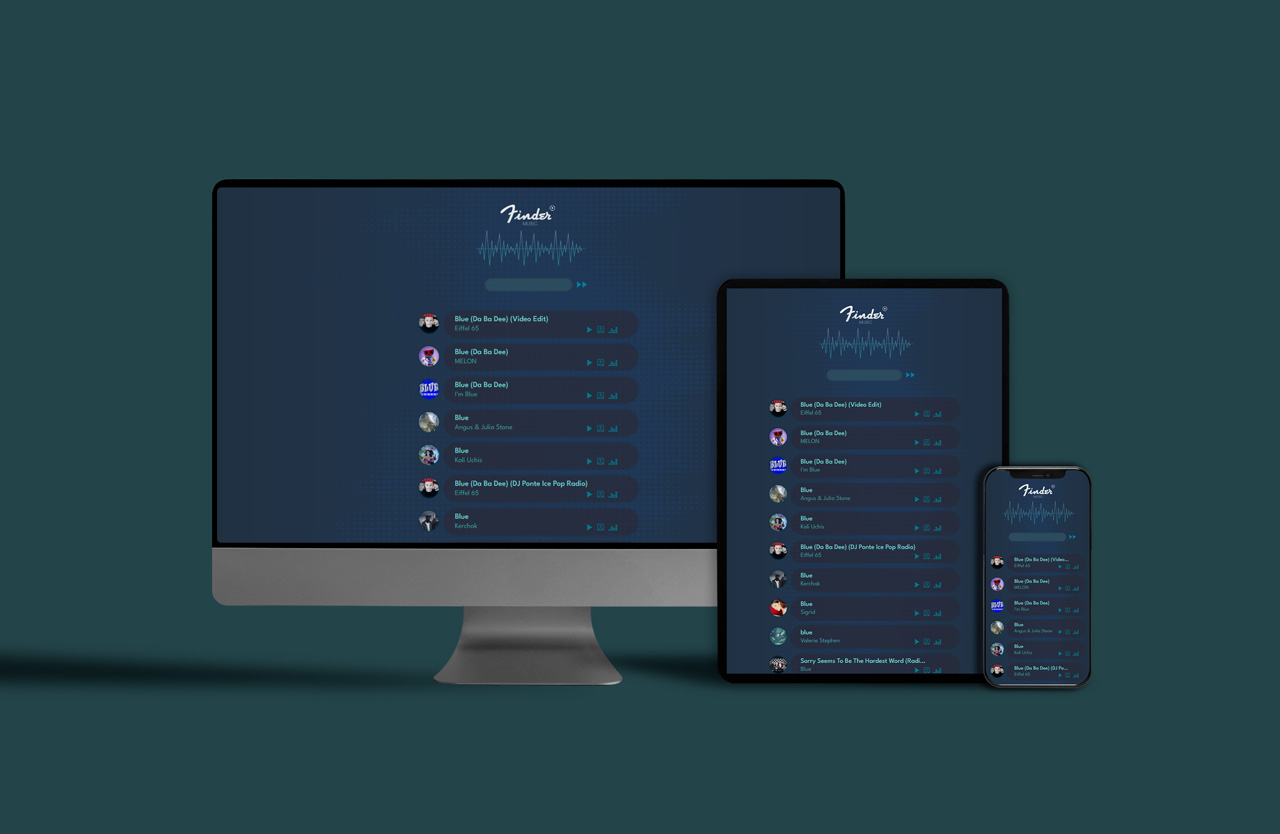 Finder
MUSIC
Blue (Da Ba Dee) (Video Edit)
Eiffel 65
Blue (Da Ba Dee)
MELON
BLUE
Blue (Da Ba Dee)
I'm Blue
Blue
Angus & Julia Stone
Blue
Kali Uchis
Blue (Da Ba Dee) (DJ Ponte Ice Pop Radio)
Eiffel 65
Blue
Kerchak
Finder
MUSIC
Blue (Da Ba Dee) (Video Edit)
Eiffel 65
Blue (Da Ba Dee)
MELON
BLUE
Blue (Da Ba Dee)
I'm Blue
Blue
Angus & Julia Stone
Blue
Kali Uchis
Blue (Da Ba Dee) (DJ Ponte Ice Pop Radio)
Eiffel 65
Blue
Kerchak
Blue
Sigrid
blue
Valerie Stephen
Sorry Seems To Be The Hardest Word (Radi...
Blue
Finder
MUSIC
Blue (Da Ba Dee) (Video...
Eiffel 65
Blue (Da Ba Dee)
MELON
BLUE
Blue (Da Ba Dee)
I'm Blue
Blue
Angus & Julia Stone
Blue
Kali Uchis
Blue (Da Ba Dee) (DJ Po...
Eiffel 65